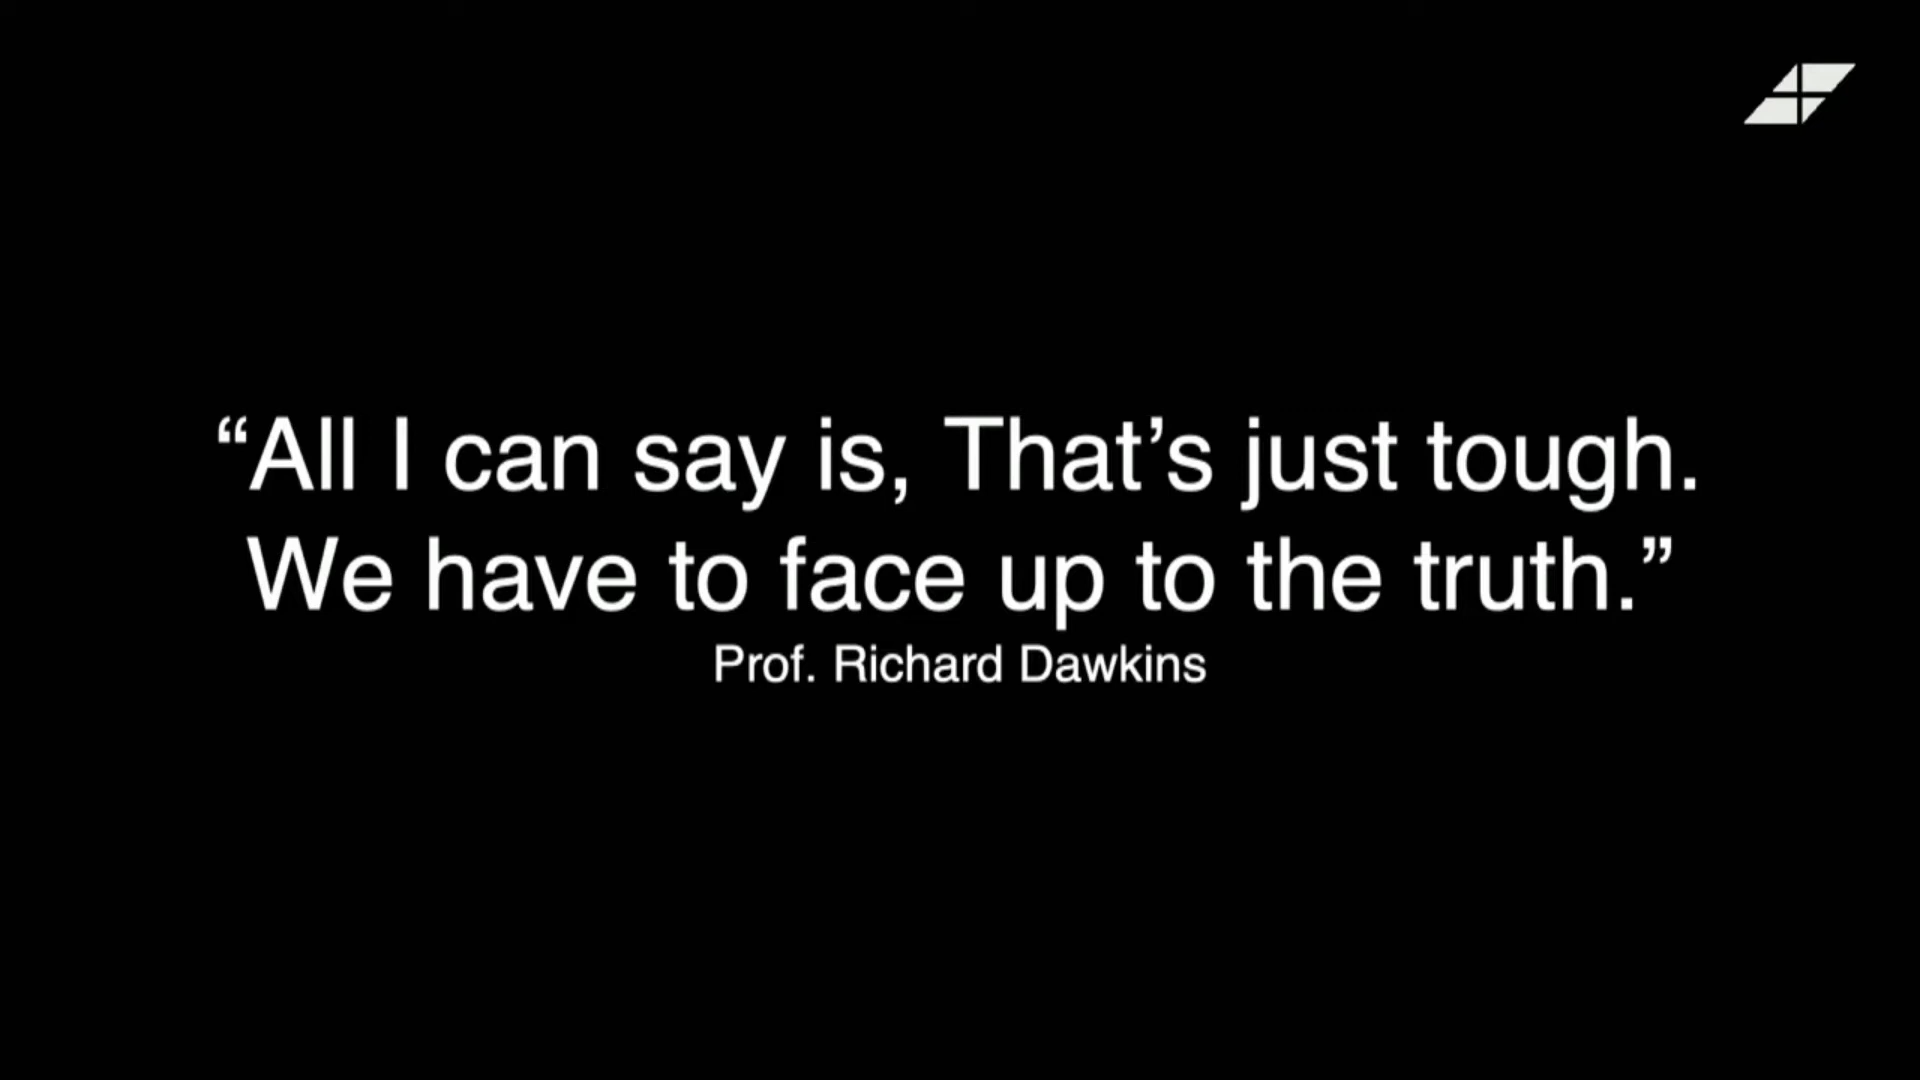 “All I can say is, That’s just tough.
We have to face up to the truth.”
Prof. Richard Dawkins